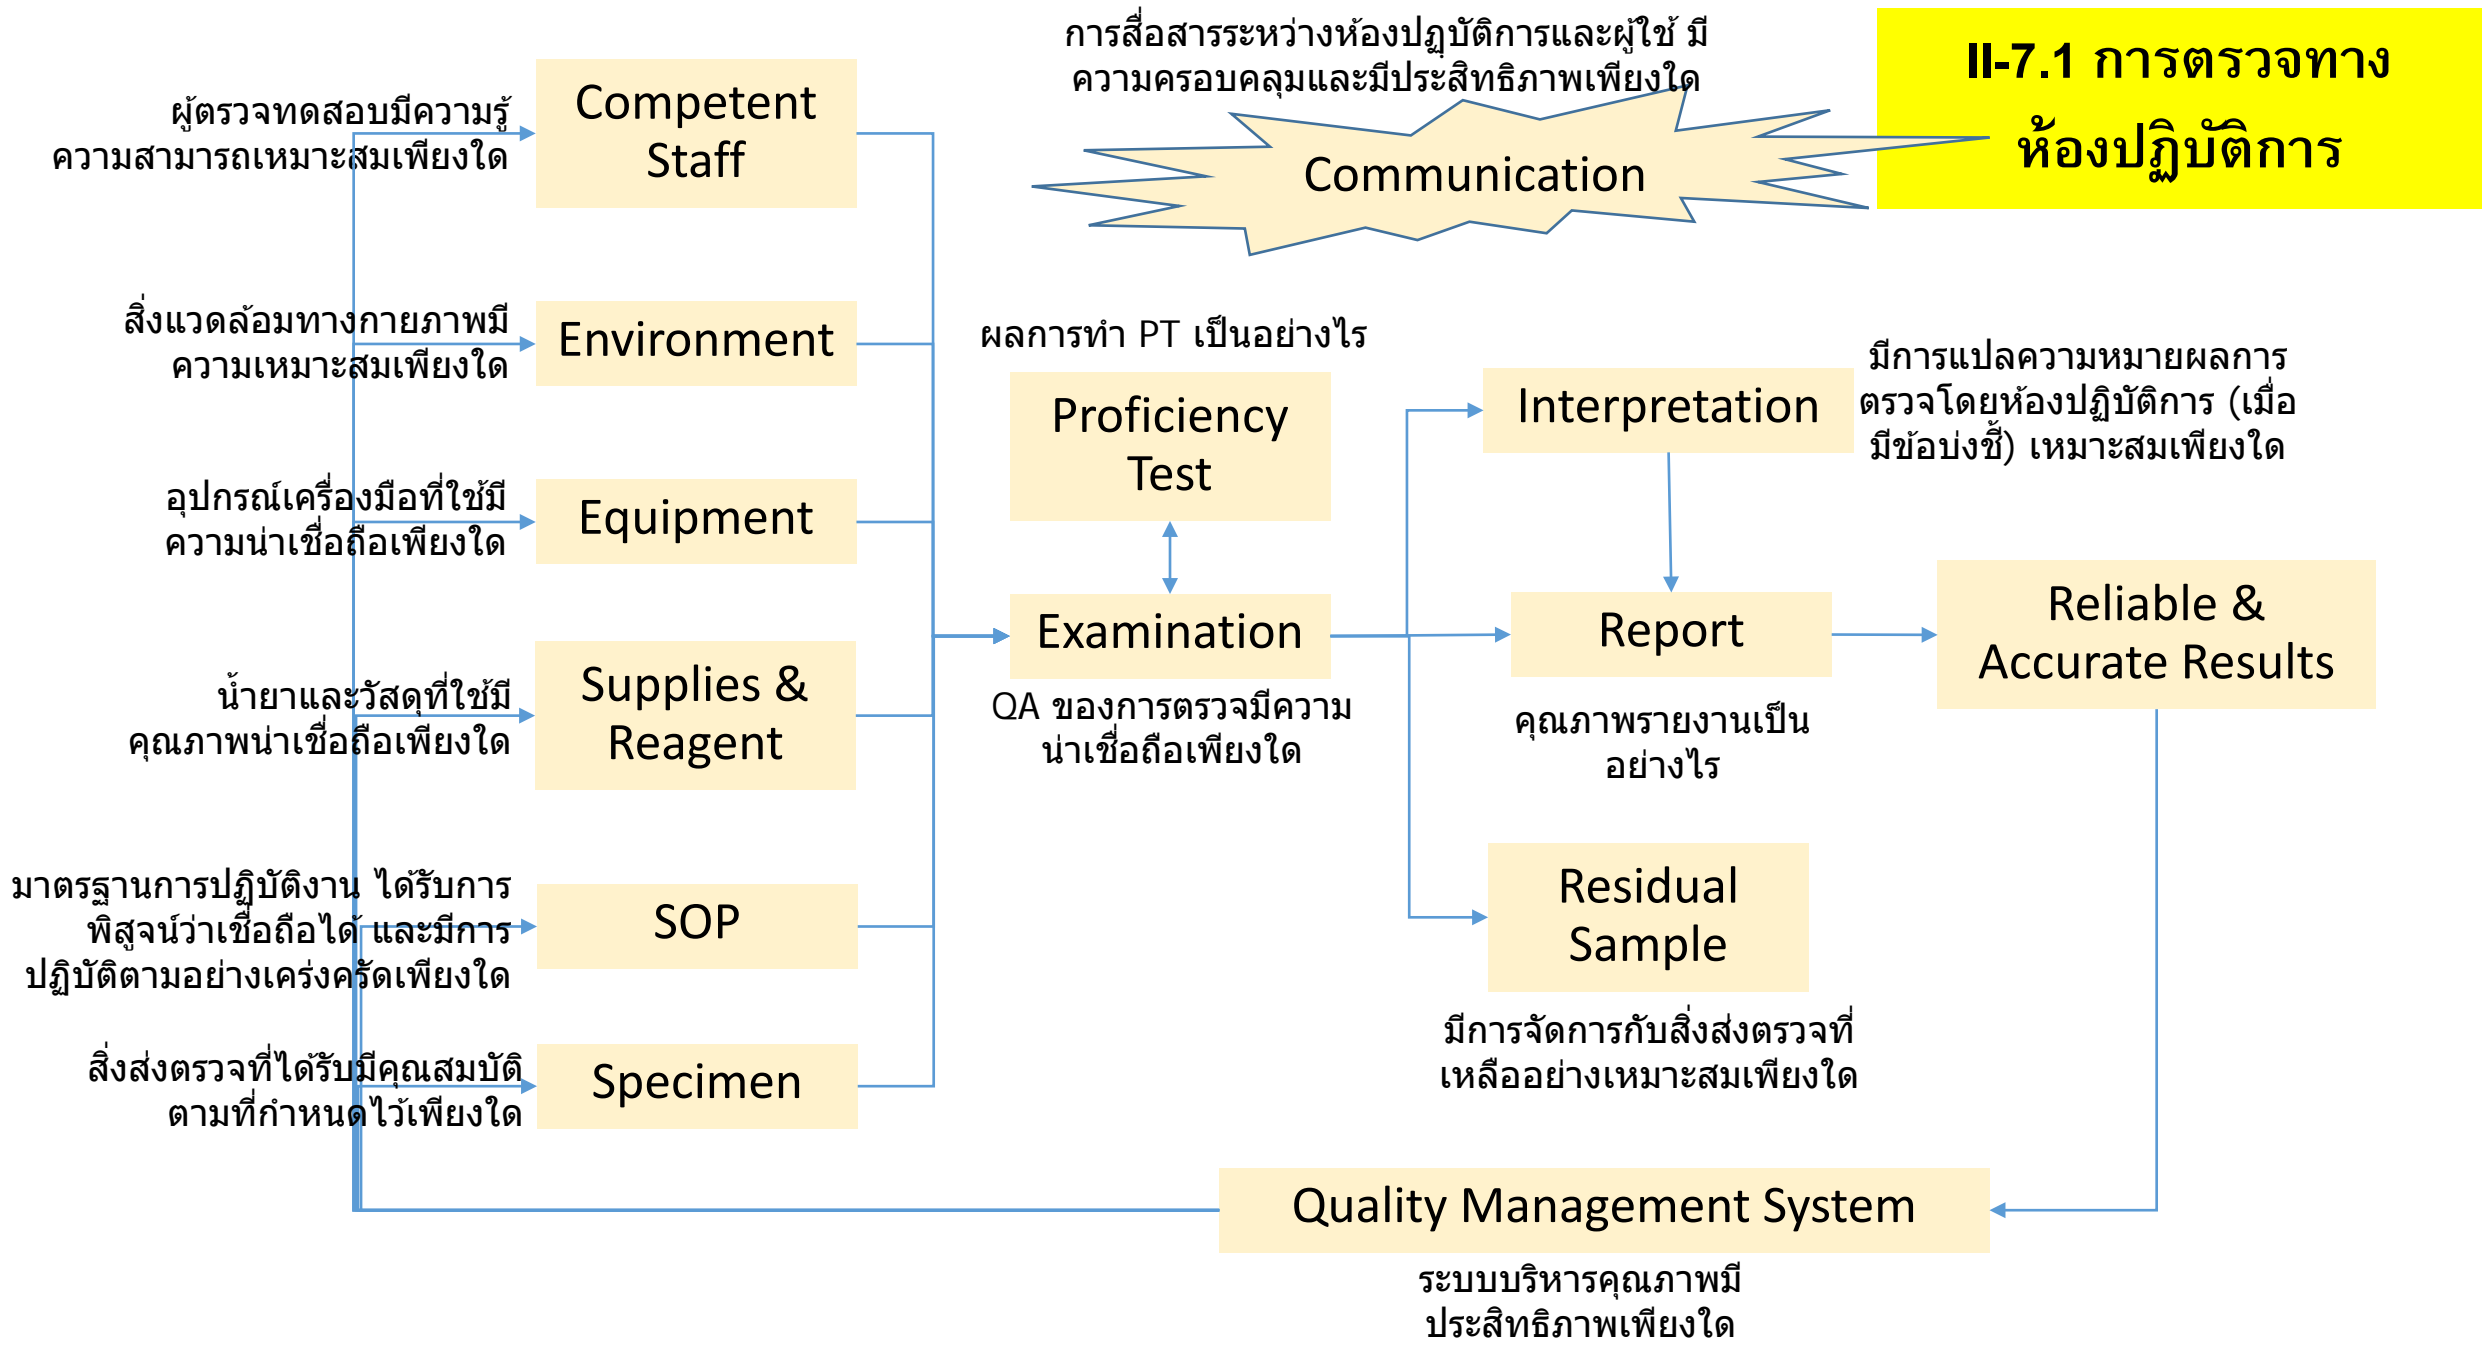 การสื่อสารระหว่างห้องปฏุบัติการและผู้ใช้ มี
ความครอบคลุมและมีประสิทธิภาพเพียงใด
Communication
II-7.1 การตรวจทาง
ห้องปฏิบัติการ
ผู้ตรวจทดสอบมีความรู้
ความสามารถเหมาะสมเพียงใด
Competent
Staff
สิ่งแวดล้อมทางกายภาพมี
ความเหมาะสมเพียงใด
Environment
อุปกรณ์เครื่องมือที่ใช้มี
ความน่าเชื่อถือเพียงใด
Equipment
น้ำยาและวัสดุที่ใช้มี
คุณภาพน่าเชื่อถือเพียงใด
Supplies &
Reagent
มาตรฐานการปฏิบัติงาน ได้รับการ
พิสูจน์ว่าเชื่อถือได้ และมีการ
ปฏิบัติตามอย่างเคร่งครัดเพียงใด
SOP
สิ่งส่งตรวจที่ได้รับมีคุณสมบัติ
ตามที่กำหนดไว้เพียงใด
Specimen
ผลการทำ PT เป็นอย่างไร
Proficiency
Test
Examination
QA ของการตรวจมีความ
น่าเชื่อถือเพียงใด
Interpretation
มีการแปลความหมายผลการ
ตรวจโดยห้องปฏิบัติการ (เมื่อ
มีข้อบ่งชี้) เหมาะสมเพียงใด
Report
คุณภาพรายงานเป็น
อย่างไร
Reliable &
Accurate Results
Residual
Sample
มีการจัดการกับสิ่งส่งตรวจที่
เหลืออย่างเหมาะสมเพียงใด
Quality Management System
ระบบบริหารคุณภาพมี
ประสิทธิภาพเพียงใด